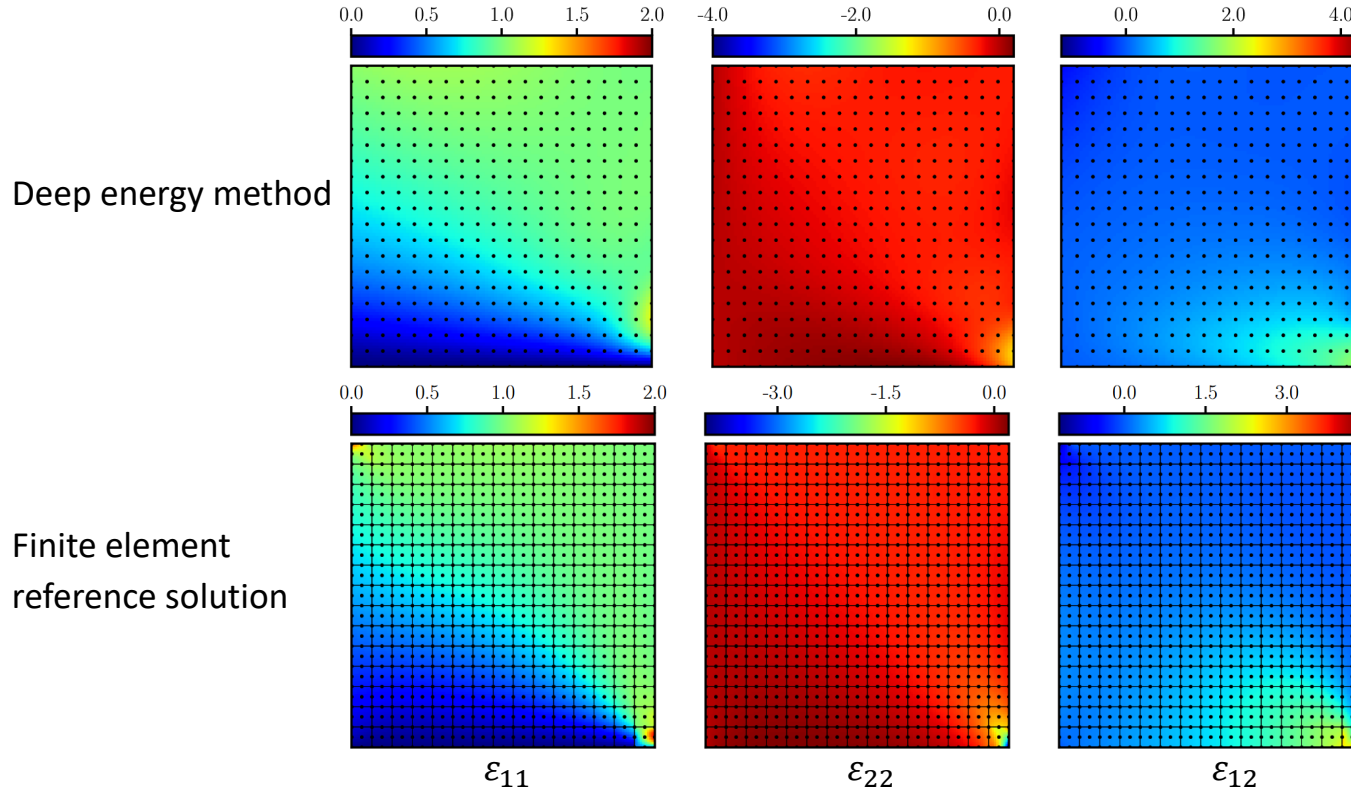 0.0 0.5 1.0 1.5 2.0
-4.0 -2.0 0.0
0.0 2.0 4.0
Deep energy method
0.0 0.5 1.0 1.5 2.0
-3.0 -1.5 0.0
0.0 1.5 3.0
Finite element
reference solution
ε₁₁
ε₂₂
ε₁₂